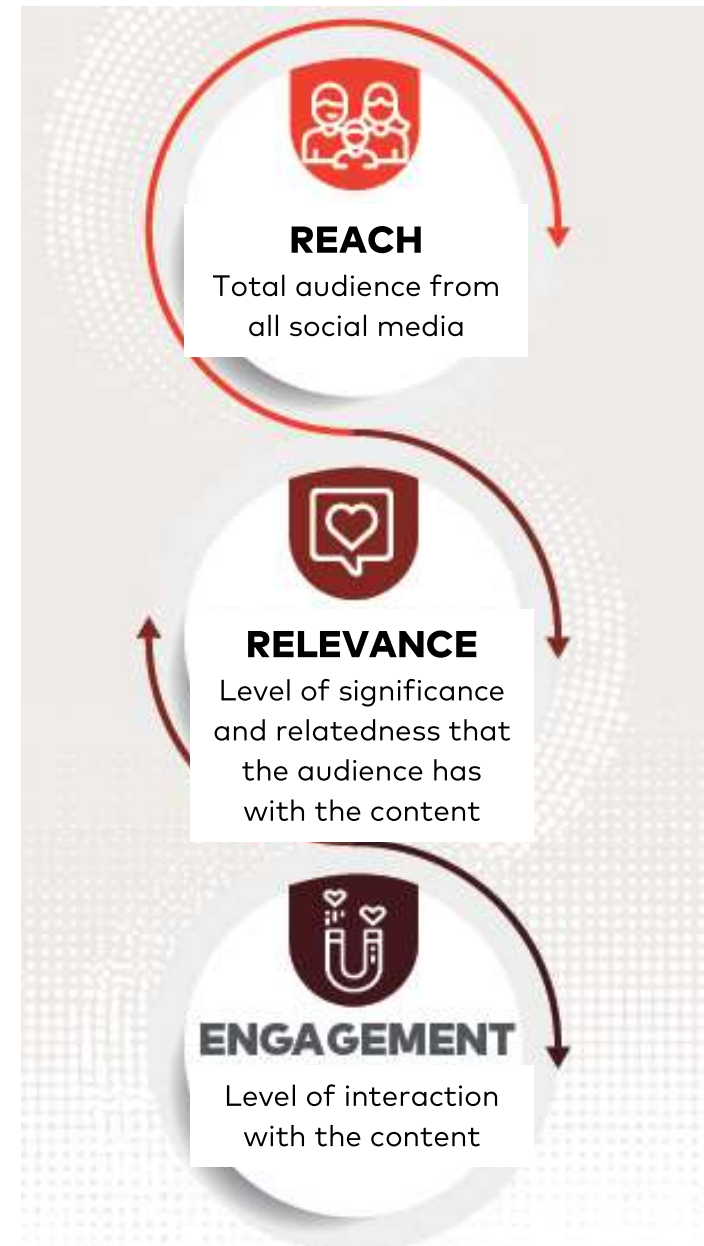 REACH
Total audience from
all social media
RELEVANCE
Level of significance
and relatedness that
the audience has
with the content
ENGAGEMENT
Level of interaction
with the content